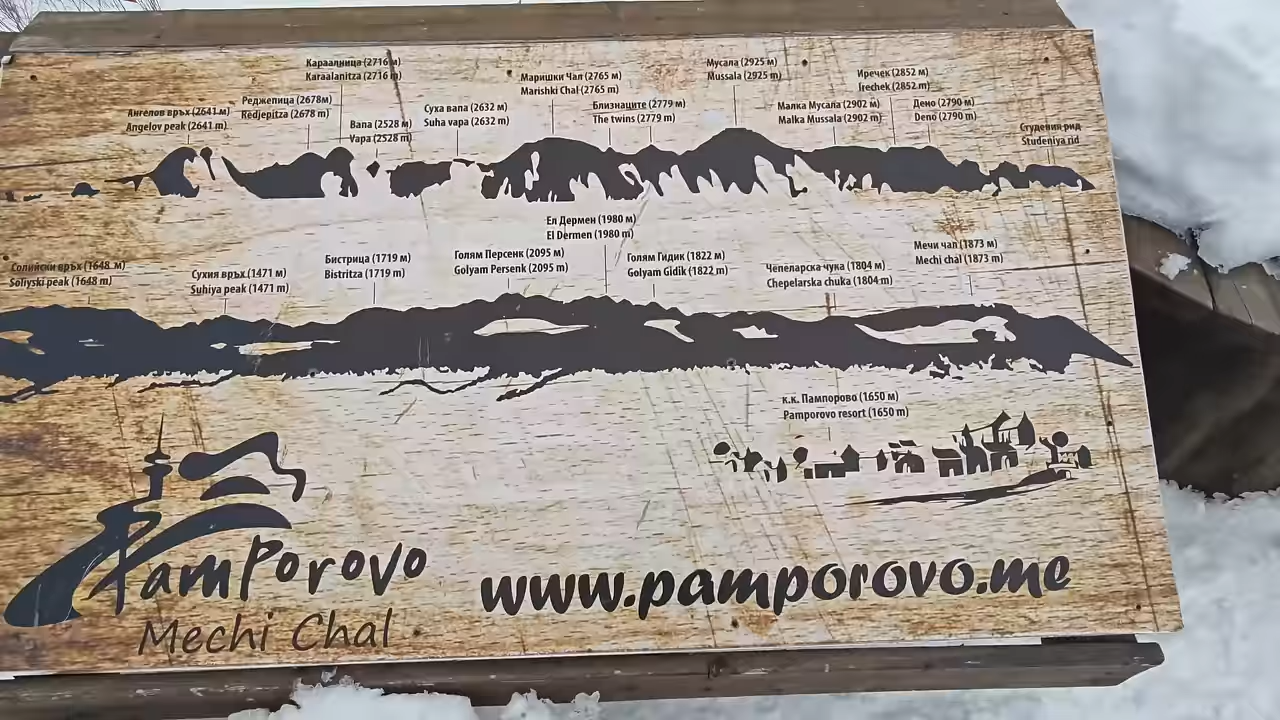 Караалница (2716 м)
Karaalanitza (2716 m)
Маришки Чал (2765 м)
Marishki Chal (2765 m)
Мусала (2925 м)
Mussala (2925 m)
Иречек (2852 м)
Irechek (2852 m)
Ангелов връх (2641 м)
Angelov peak (2641 m)
Реджепица (2678м)
Redjepitza (2678 m)
Вапа (2528 м)
Vapa (2528 m)
Суха вапа (2632 м)
Suha vapa (2632 m)
Близнаците (2779 м)
The twins (2779 m)
Малка Мусала (2902 м)
Malka Mussala (2902 m)
Дено (2790 м)
Deno (2790 m)
Студения рид
Studeniya rid
Ел Дермен (1980 м)
El Dermen (1980 m)
Солийски връх (1648 м)
Soliyski peak (1648 m)
Сухия връх (1471 м)
Suhiya peak (1471 m)
Бистрица (1719 м)
Bistritza (1719 m)
Голям Персенк (2095 м)
Golyam Persenk (2095 m)
Голям Гидик (1822 м)
Golyam Gidik (1822 m)
Чепеларска чука (1804 м)
Chepelarska chuka (1804 m)
Мечи чал (1873 м)
Mechi chal (1873 m)
к.к. Пампорово (1650 м)
Pamporovo resort (1650 m)
Pamporovo
Mechi Chal
www.pamporovo.me